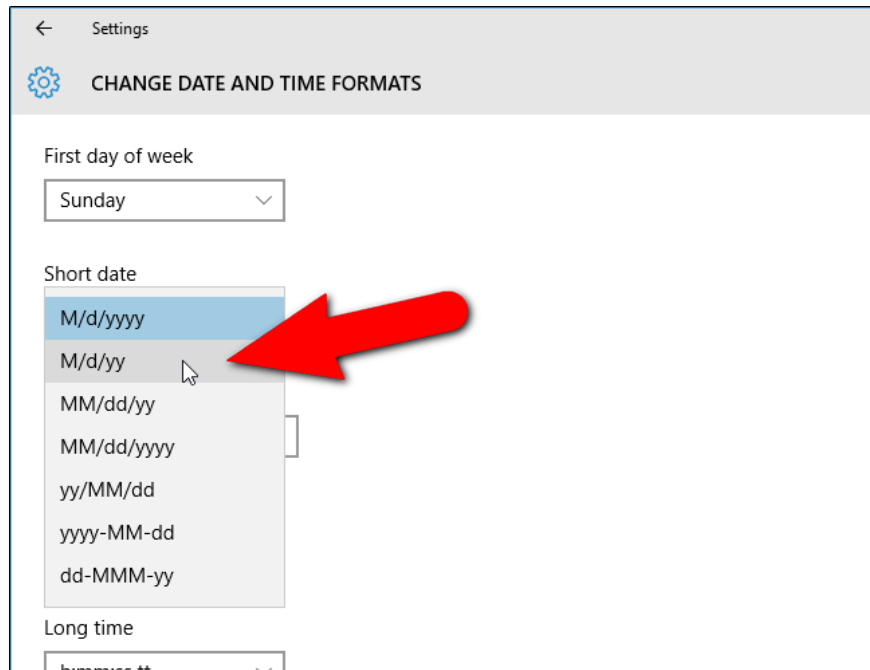 Settings
CHANGE DATE AND TIME FORMATS
First day of week
Sunday
Short date
M/d/yyyy
M/d/yy
MM/dd/yy
MM/dd/yyyy
yy/MM/dd
yyyy-MM-dd
dd-MMM-yy
Long time